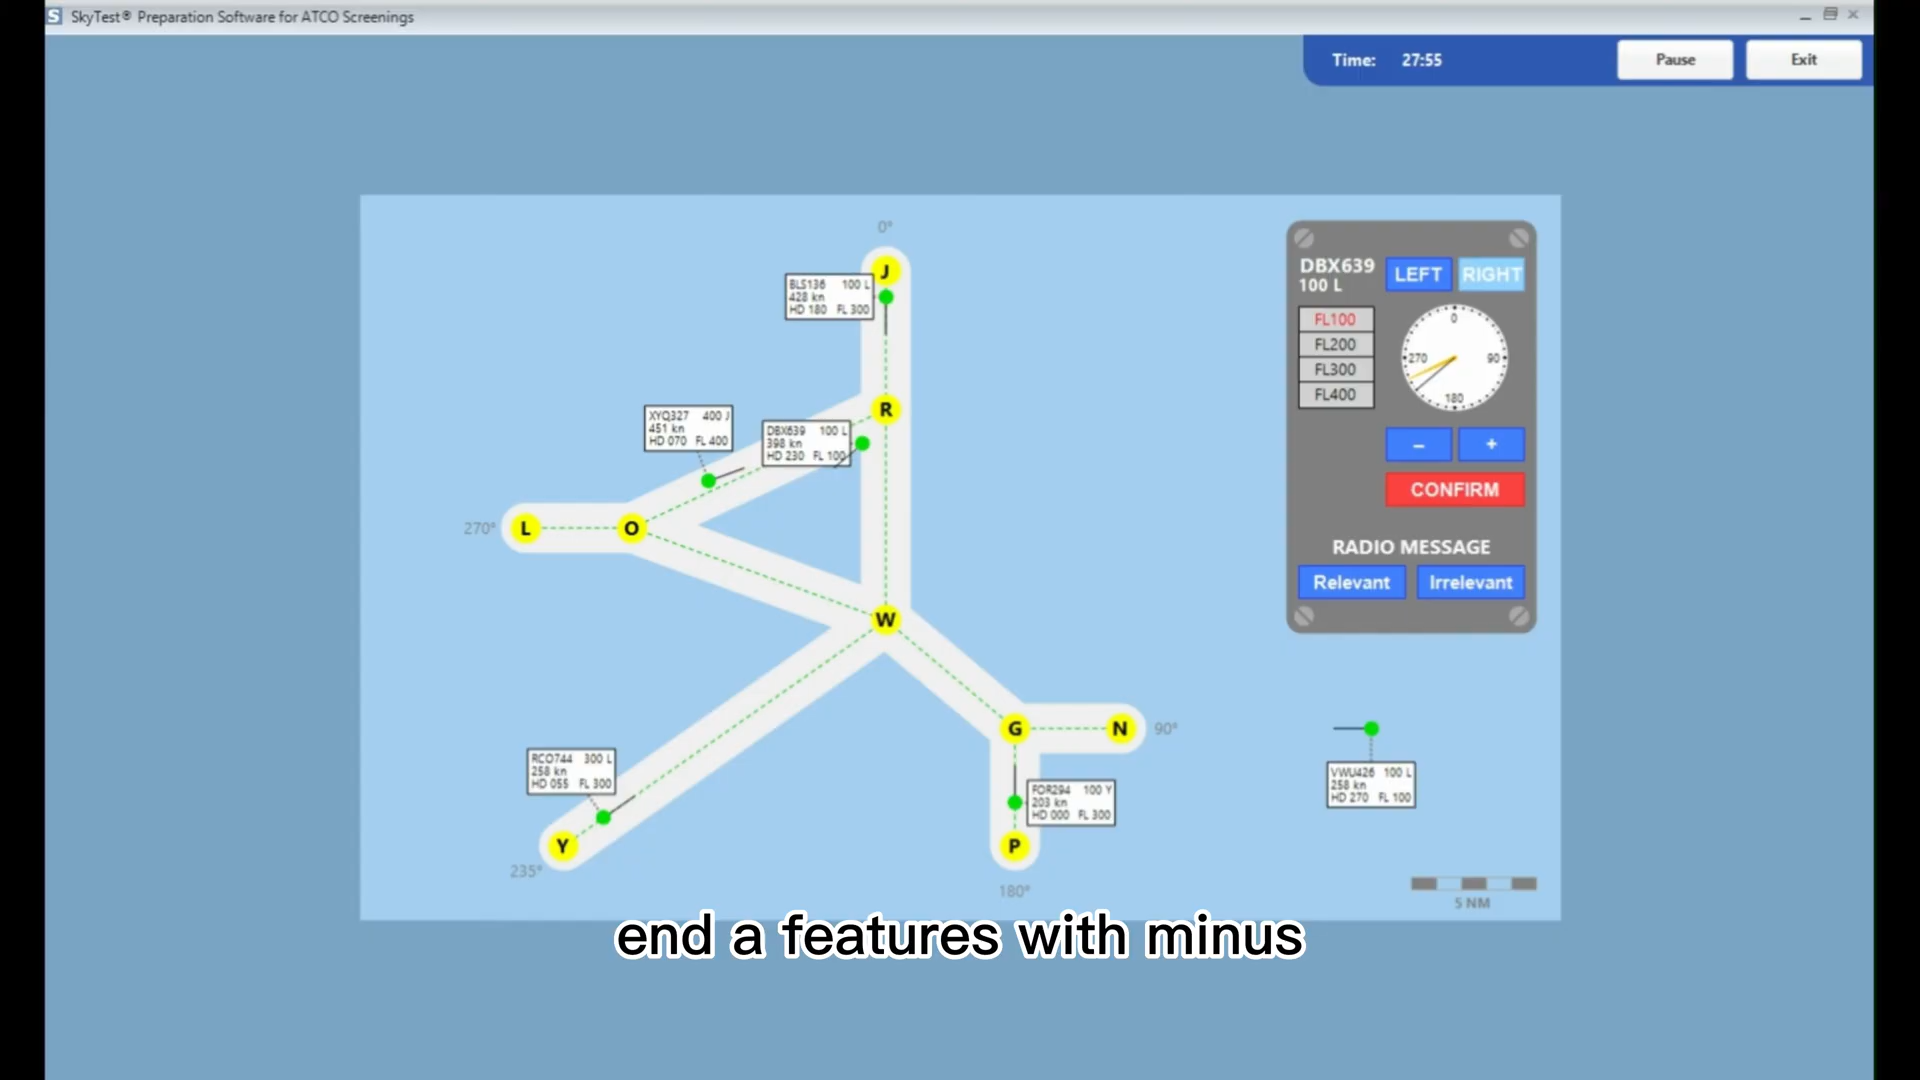 S SkyTest® Preparation Software for ATCO Screenings
Time: 27:55
Pause
Exit
0°
J
BLS136 100 L
428 kn
HD 180 FL 300
DBX639
100 L
LEFT
RIGHT
FL100
FL200
FL300
FL400
0
90
180
270
–
+
CONFIRM
RADIO MESSAGE
Relevant
Irrelevant
R
XYQ327 400 J
451 kn
HD 070 FL 400
DBX639 100 L
398 kn
HD 230 FL 100
270°
L
O
W
G
N
90°
RCO744 300 L
258 kn
HD 055 FL 300
FOR294 100 Y
203 kn
HD 000 FL 300
VWU426 100 L
258 kn
HD 270 FL 100
Y
235°
P
180°
5 NM
end a features with minus